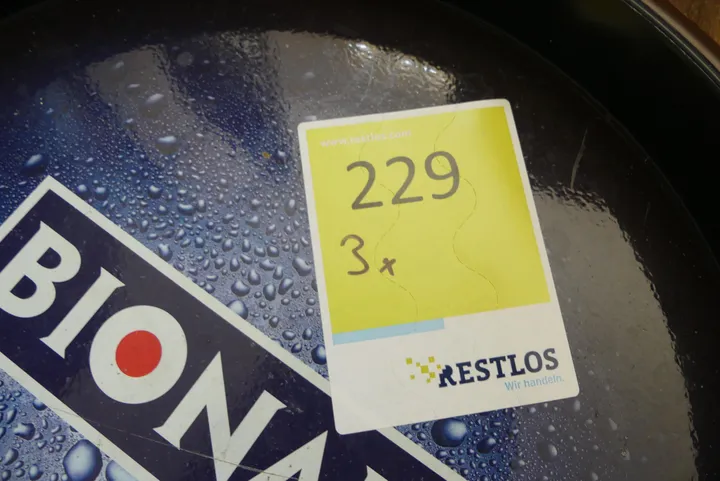 229
3x
RESTLOS
Wir handeln.
BIONA